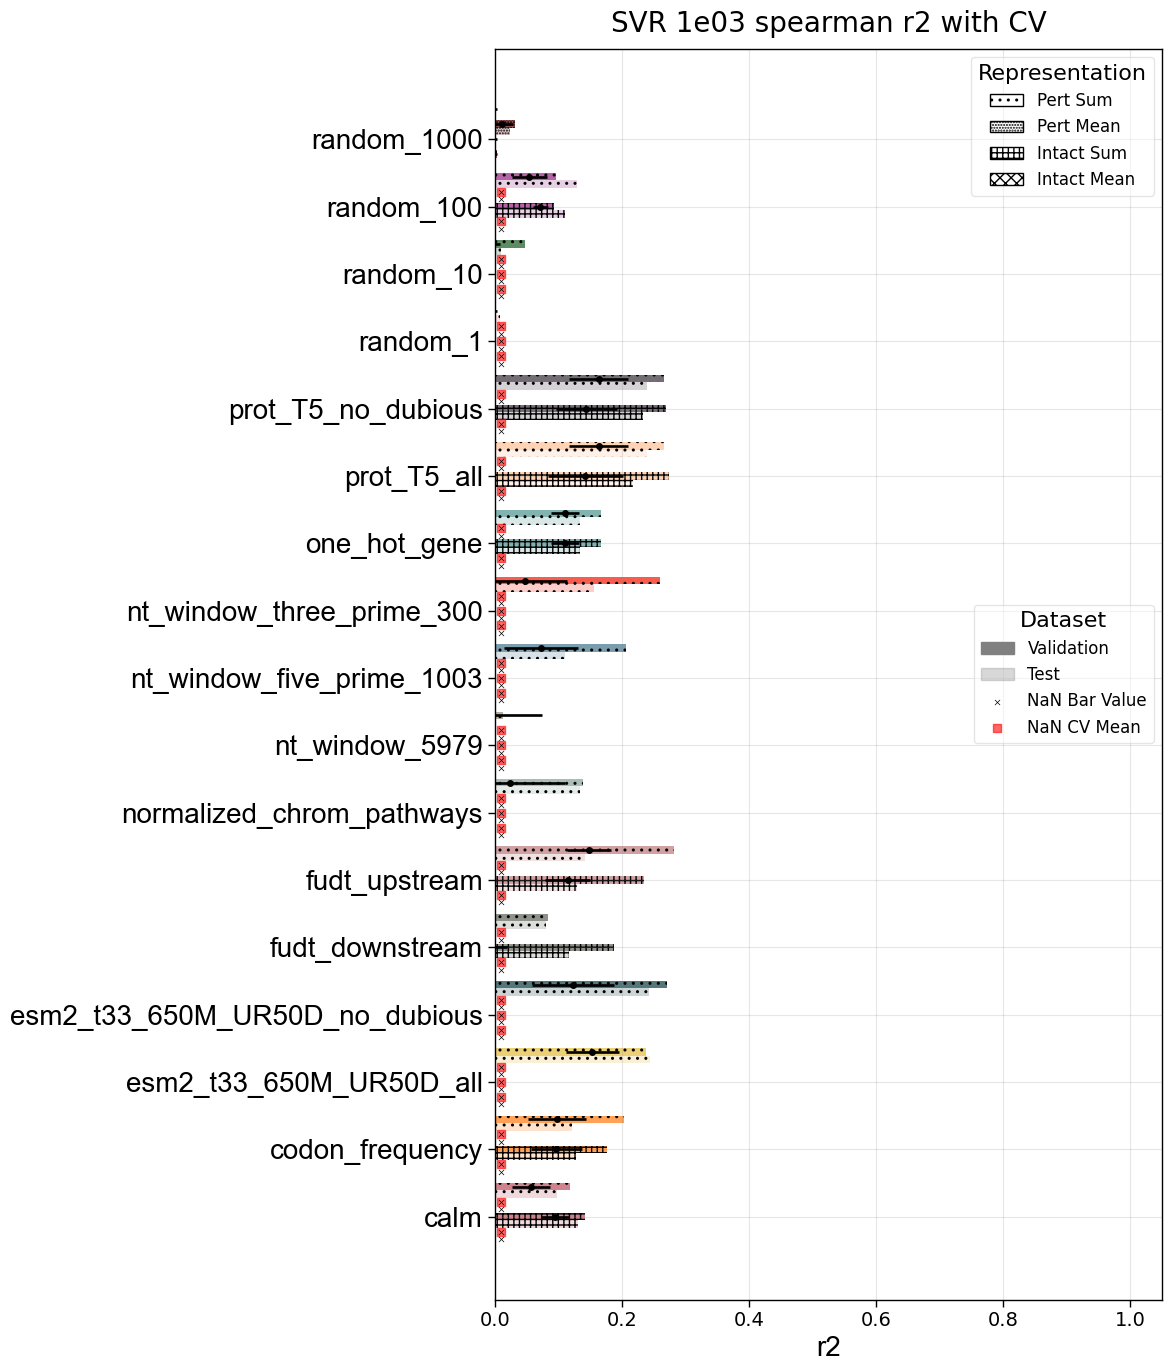 SVR 1e03 spearman r2 with CV
Representation
Pert Sum
Pert Mean
Intact Sum
Intact Mean
random_1000
random_100
random_10
random_1
prot_T5_no_dubious
prot_T5_all
one_hot_gene
nt_window_three_prime_300
nt_window_five_prime_1003
nt_window_5979
normalized_chrom_pathways
fudt_upstream
fudt_downstream
esm2_t33_650M_UR50D_no_dubious
esm2_t33_650M_UR50D_all
codon_frequency
calm
Dataset
Validation
Test
NaN Bar Value
NaN CV Mean
0.0 0.2 0.4 0.6 0.8 1.0
r2